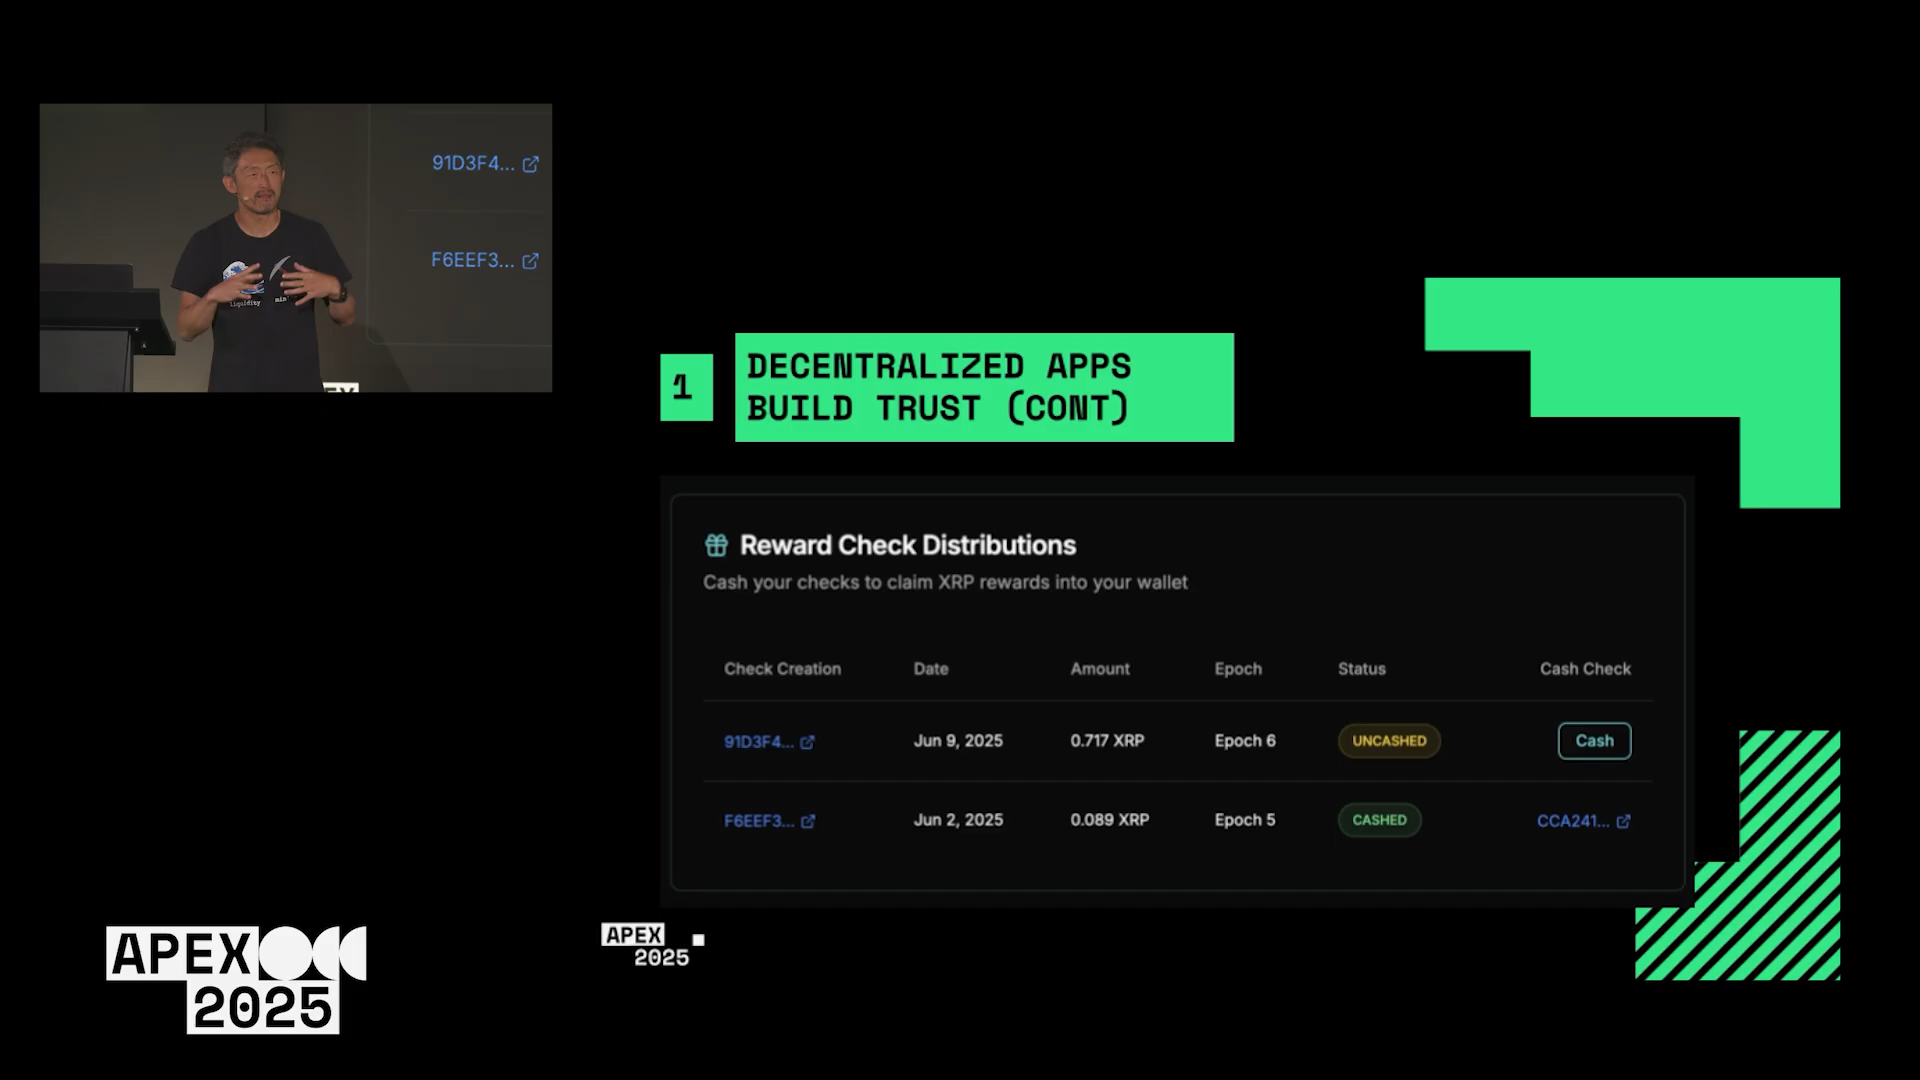 91D3F4...
F6EEF3...
liquidity
1
DECENTRALIZED APPS
BUILD TRUST (CONT)
Reward Check Distributions
Cash your checks to claim XRP rewards into your wallet
Check Creation Date Amount Epoch Status Cash Check
91D3F4... Jun 9, 2025 0.717 XRP Epoch 6 UNCASHED Cash
F6EEF3... Jun 2, 2025 0.089 XRP Epoch 5 CASHED CCA241...
APEX
2025
APEX
2025